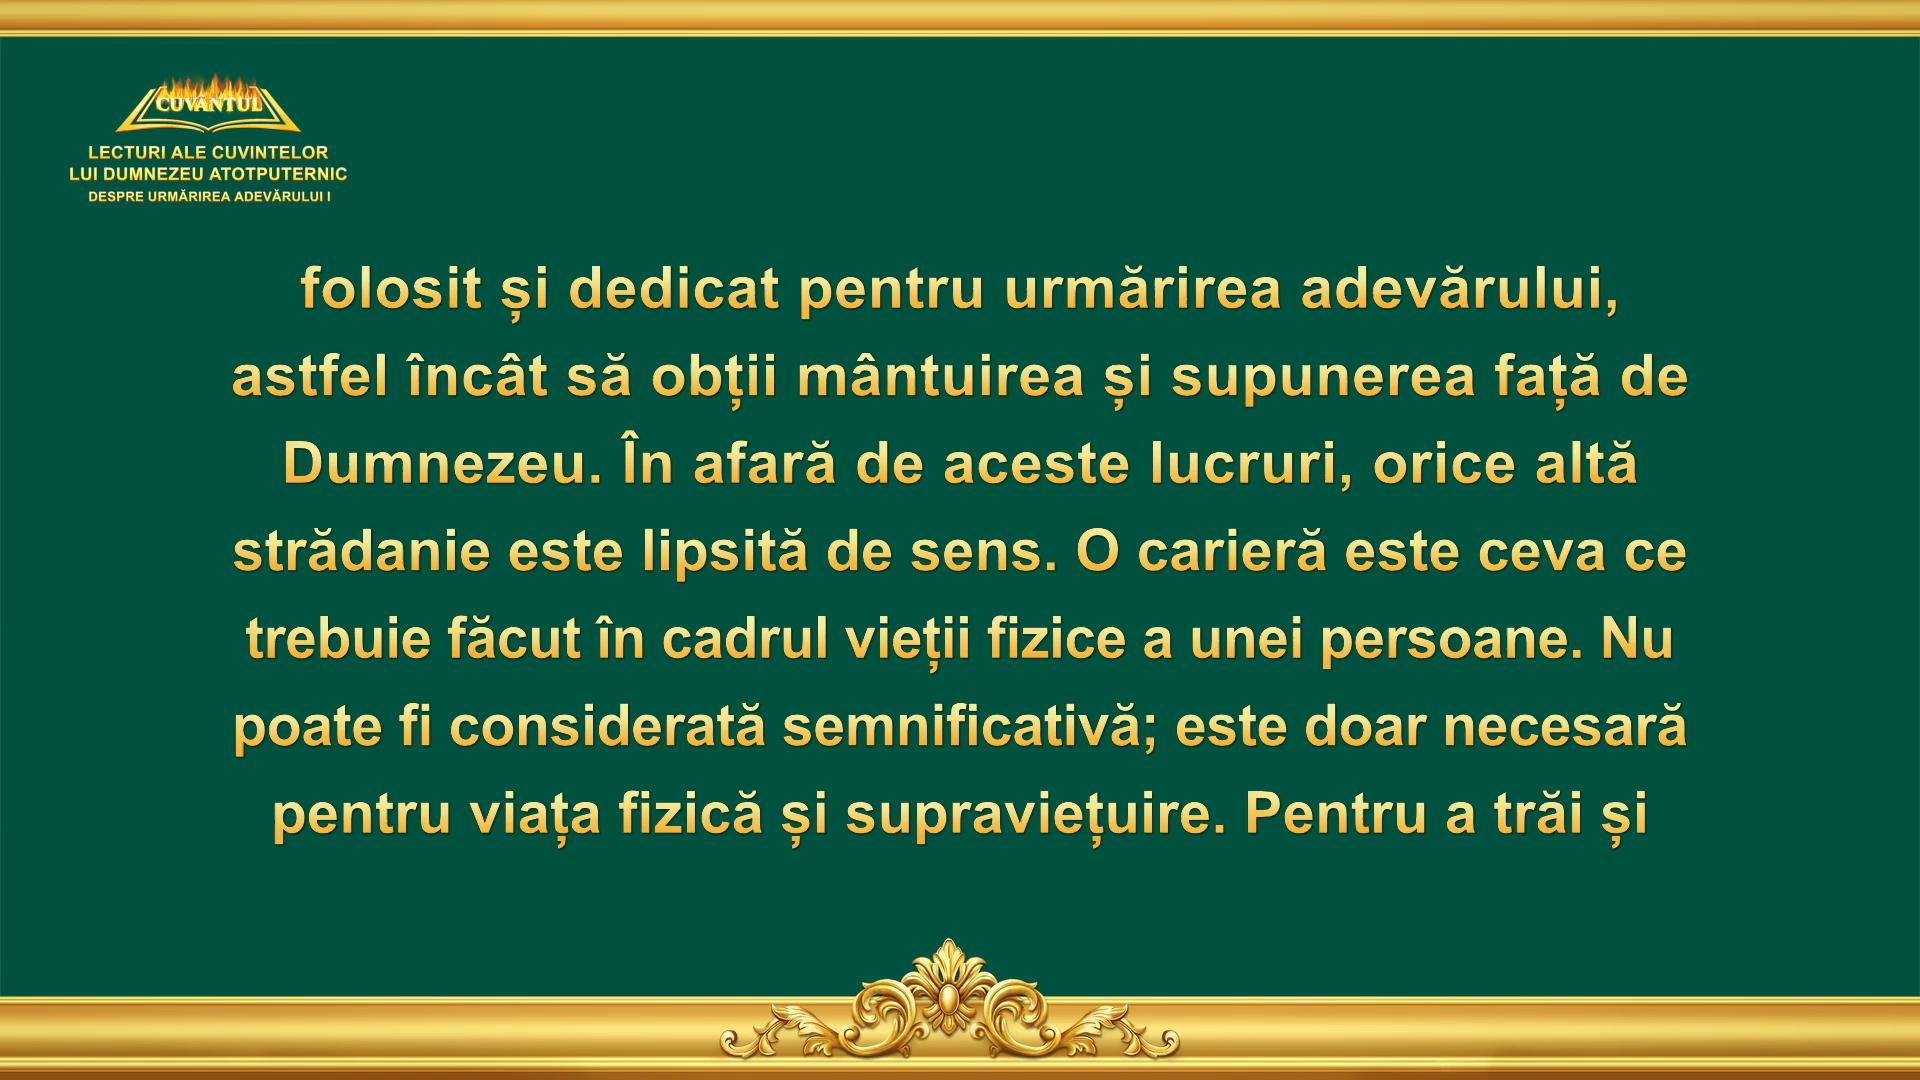 CUVÂNTUL
LECTURI ALE CUVINTELOR
LUI DUMNEZEU ATOTPUTERNIC
DESPRE URMĂRIREA ADEVĂRULUI I
folosit și dedicat pentru urmărirea adevărului,
astfel încât să obții mântuirea și supunerea față de
Dumnezeu. În afară de aceste lucruri, orice altă
strădanie este lipsită de sens. O carieră este ceva ce
trebuie făcut în cadrul vieții fizice a unei persoane. Nu
poate fi considerată semnificativă; este doar necesară
pentru viața fizică și supraviețuire. Pentru a trăi și